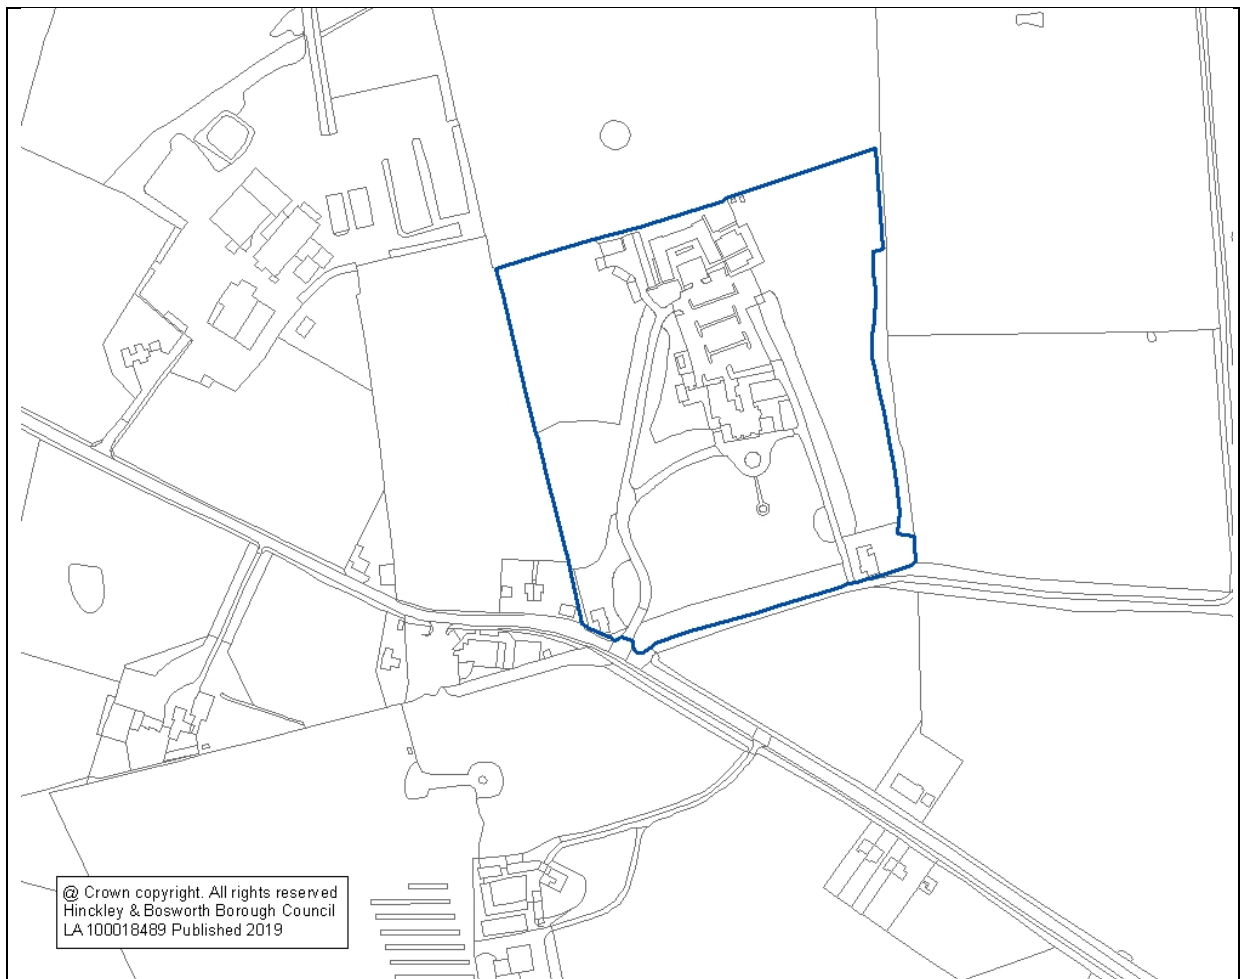 @ Crown copyright. All rights reserved
Hinckley & Bosworth Borough Council
LA 100018489 Published 2019